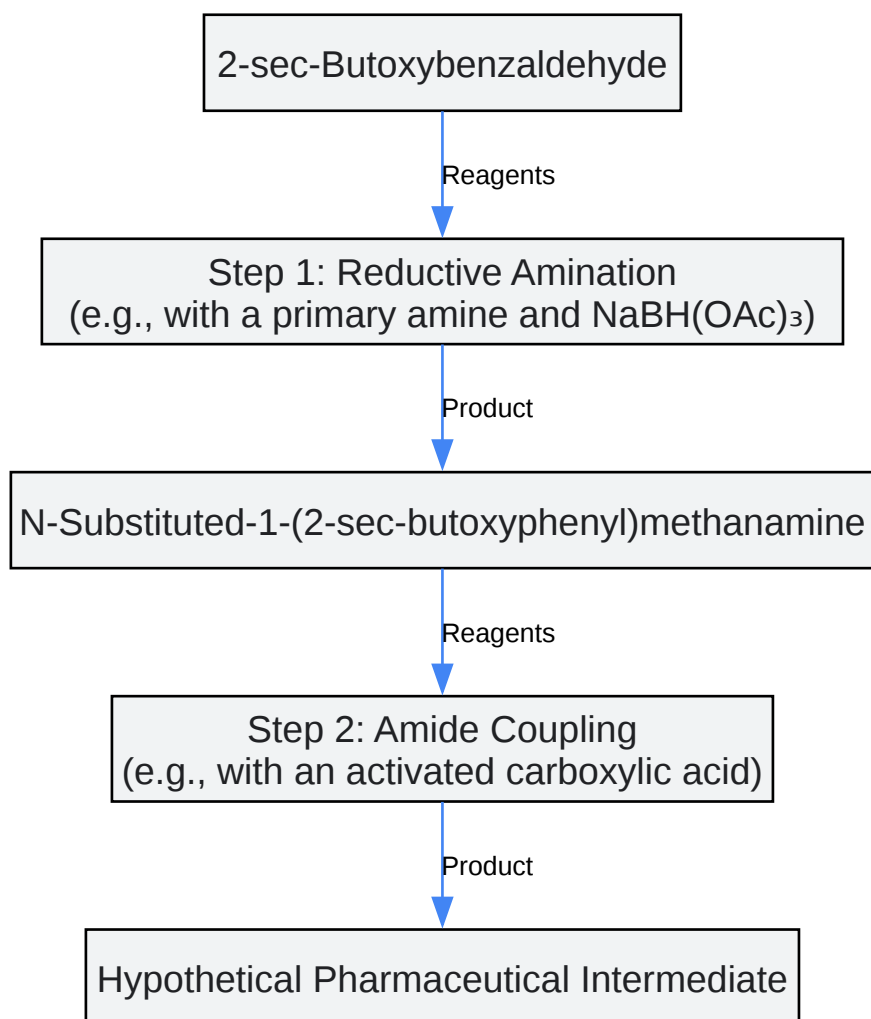 2-sec-Butoxybenzaldehyde
Reagents
Step 1: Reductive Amination
(e.g., with a primary amine and NaBH(OAc)₃)
Product
N-Substituted-1-(2-sec-butoxyphenyl)methanamine
Reagents
Step 2: Amide Coupling
(e.g., with an activated carboxylic acid)
Product
Hypothetical Pharmaceutical Intermediate